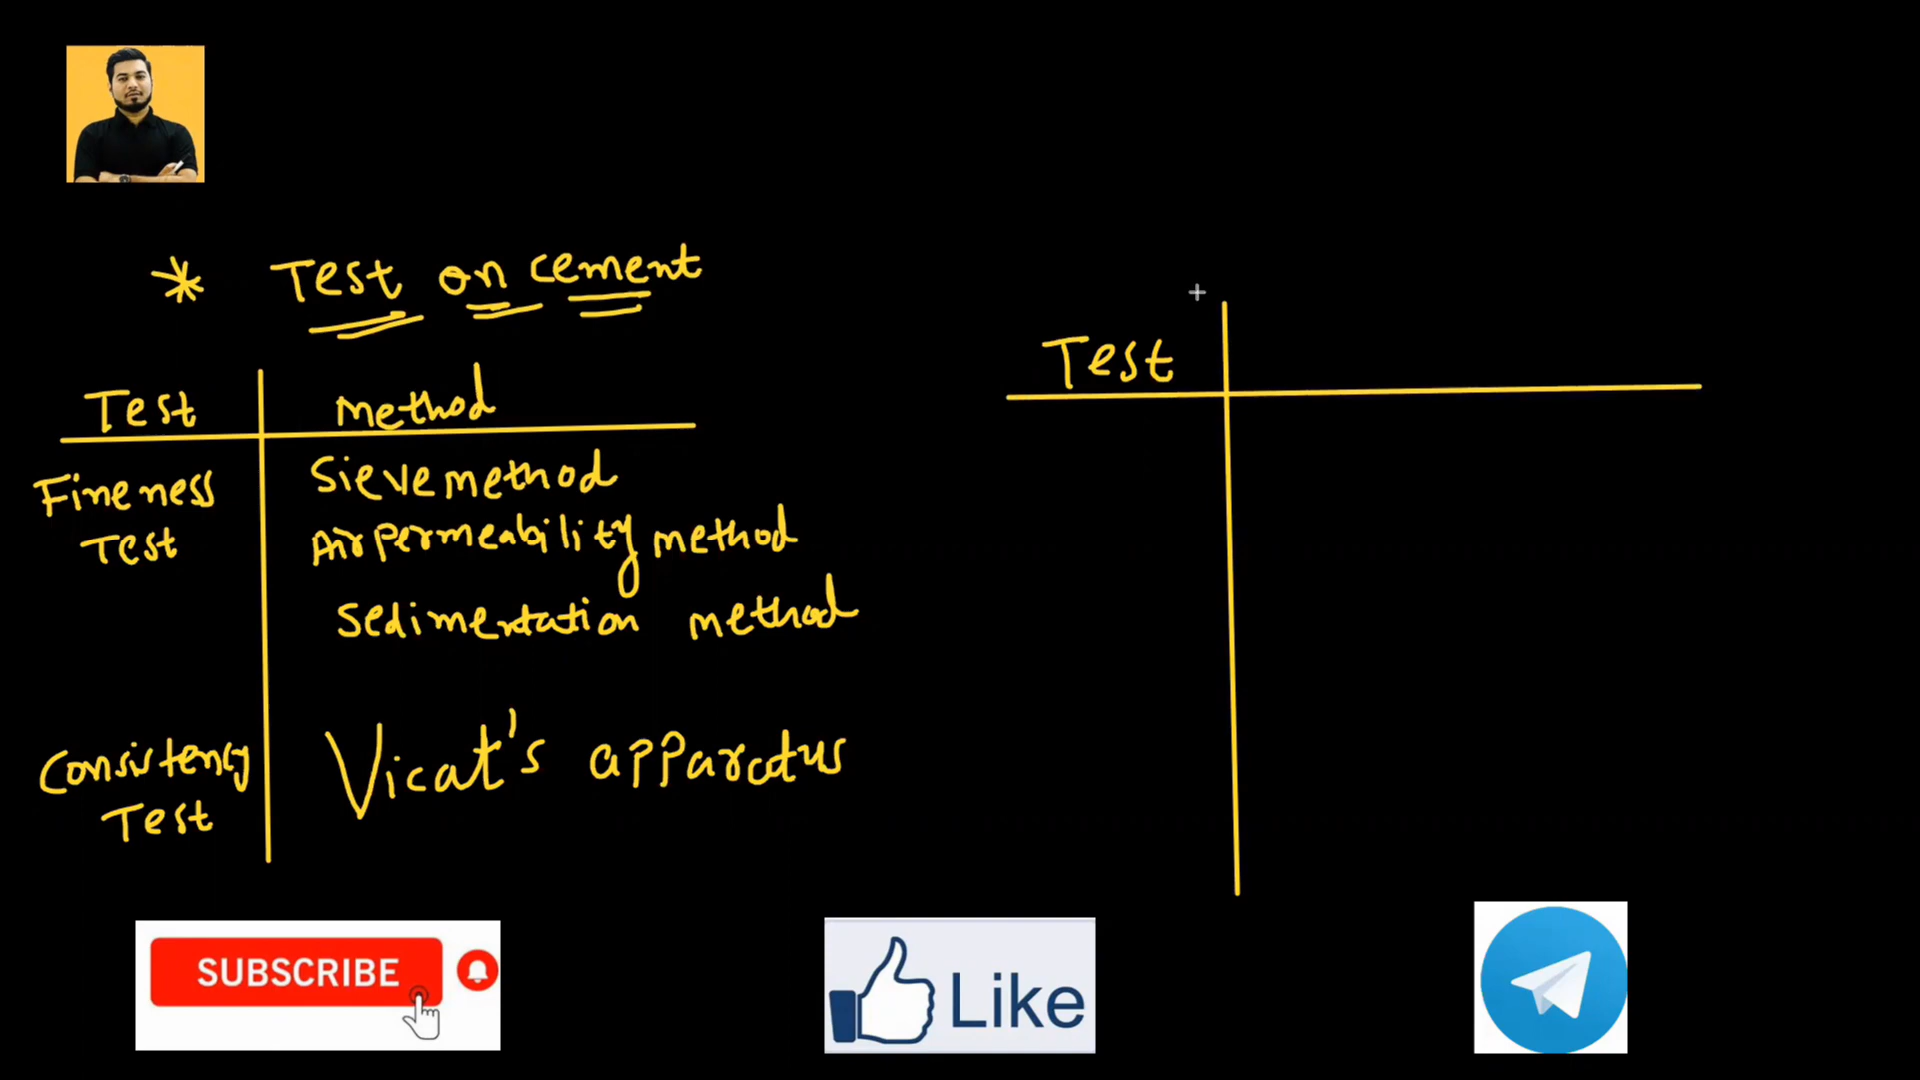 * Test on cement
Test Method
Fineness Sieve method
Test Air permeability method
Sedimentation method
Consistency Vicat's apparatus
Test
Test
SUBSCRIBE
Like